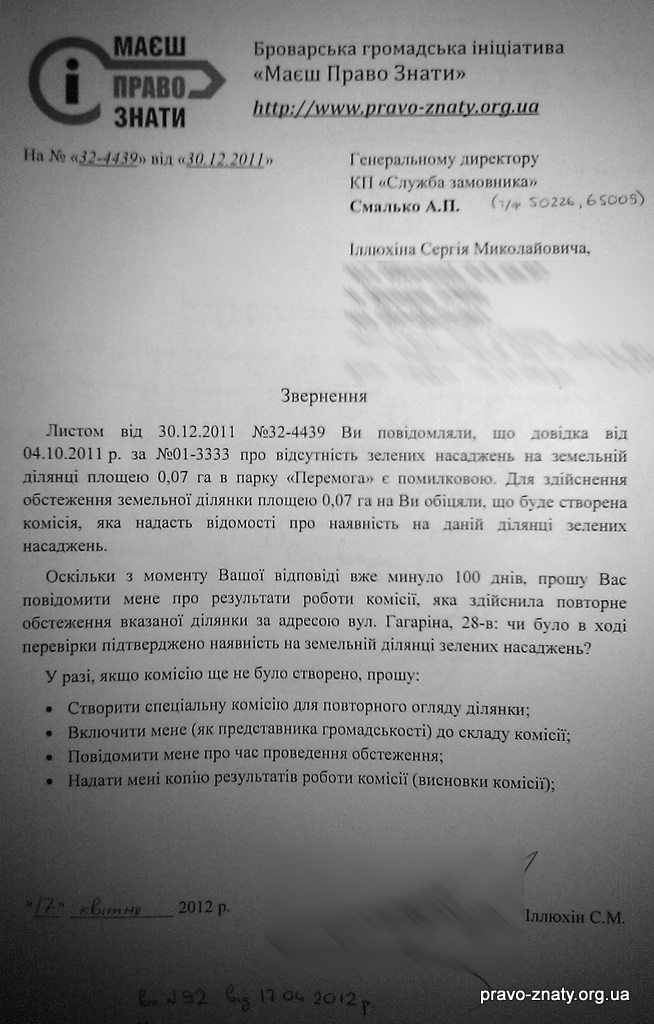 МАЄШ
ПРАВО
ЗНАТИ
Броварська громадська ініціатива
«Маєш Право Знати»
http://www.pravo-znaty.org.ua
На № «32-4439» від «30.12.2011»
Генеральному директору
КП «Служба замовника»
Смалько А.П. (т/ф 50226, 65005)
Іллюхіна Сергія Миколайовича,
Звернення
Листом від 30.12.2011 №32-4439 Ви повідомляли, що довідка від
04.10.2011 р. за №01-3333 про відсутність зелених насаджень на земельній
ділянці площею 0,07 га в парку «Перемога» є помилковою. Для здійснення
обстеження земельної ділянки площею 0,07 га на Ви обіцяли, що буде створена
комісія, яка надасть відомості про наявність на даній ділянці зелених
насаджень.
Оскільки з моменту Вашої відповіді вже минуло 100 днів, прошу Вас
повідомити мене про результати роботи комісії, яка здійснила повторне
обстеження вказаної ділянки за адресою вул. Гагаріна, 28-в: чи було в ході
перевірки підтверджено наявність на земельній ділянці зелених насаджень?
У разі, якщо комісію ще не було створено, прошу:
• Створити спеціальну комісію для повторного огляду ділянки;
• Включити мене (як представника громадськості) до складу комісії;
• Повідомити мене про час проведення обстеження;
• Надати мені копію результатів роботи комісії (висновки комісії);
"17" квітня 2012 р.
Іллюхін С.М.
вх №92 від 17.04.2012 р.
pravo-znaty.org.ua